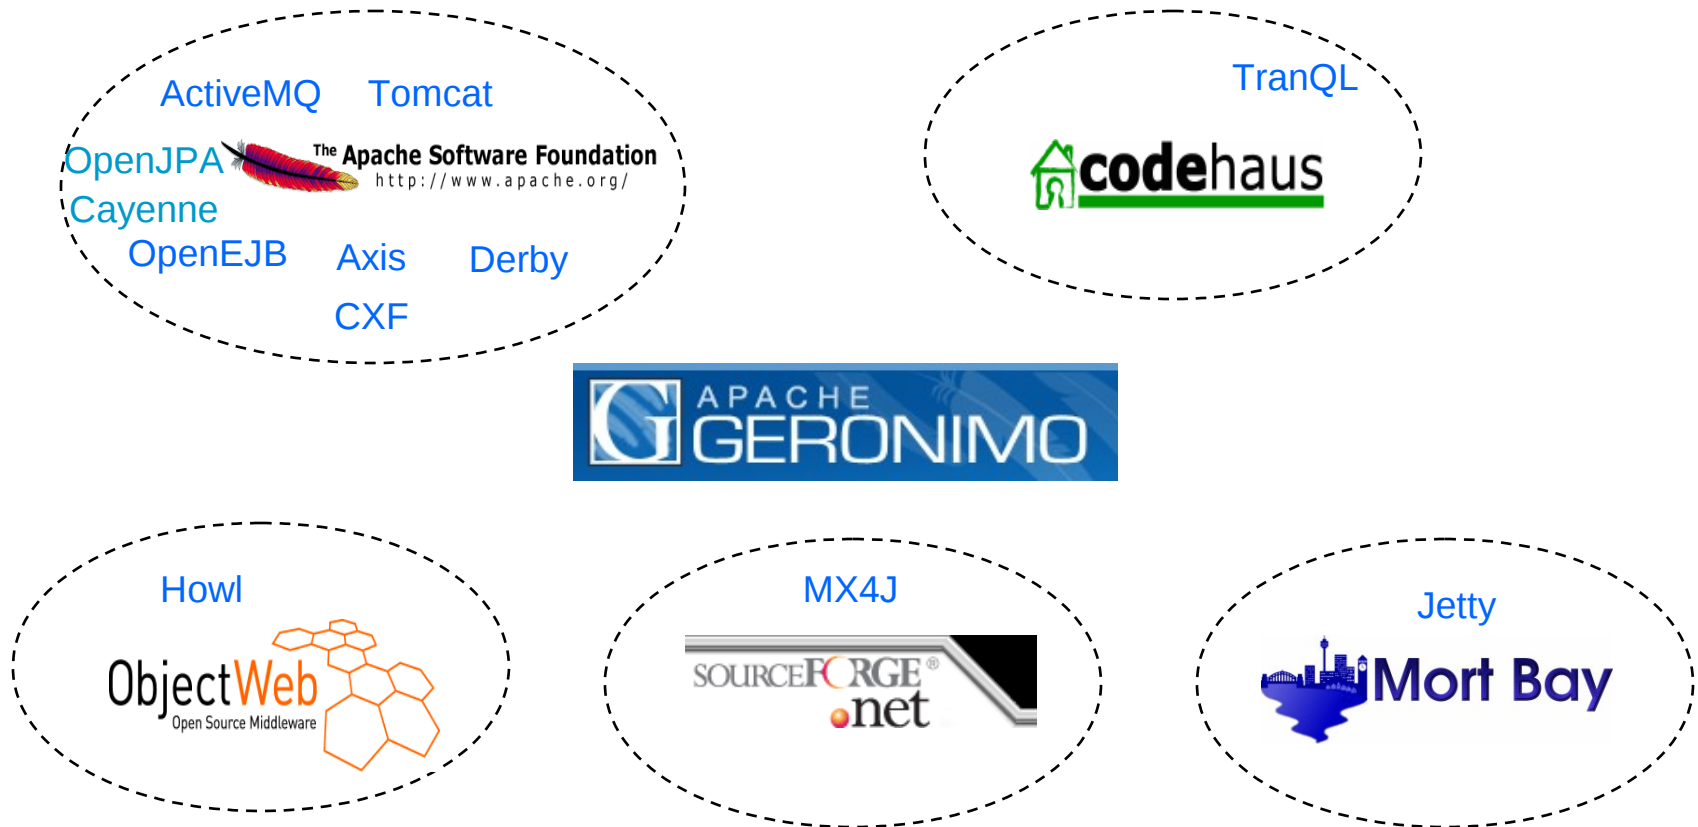 ActiveMQ Tomcat
OpenJPA
The Apache Software Foundation
http://www.apache.org/
Cayenne
OpenEJB Axis Derby
CXF
TranQL
codehaus
APACHE
GERONIMO
Howl
ObjectWeb
Open Source Middleware
MX4J
SOURCEFORGE®
.net
Jetty
Mort Bay